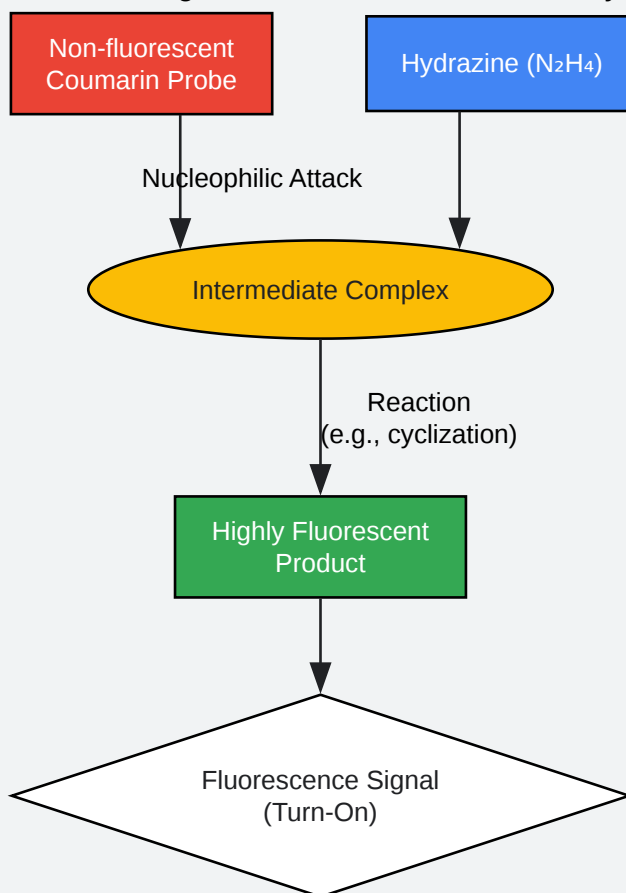 Non-fluorescent
Coumarin Probe
Hydrazine (N₂H₄)
Nucleophilic Attack
Intermediate Complex
Reaction
(e.g., cyclization)
Highly Fluorescent
Product
Fluorescence Signal
(Turn-On)